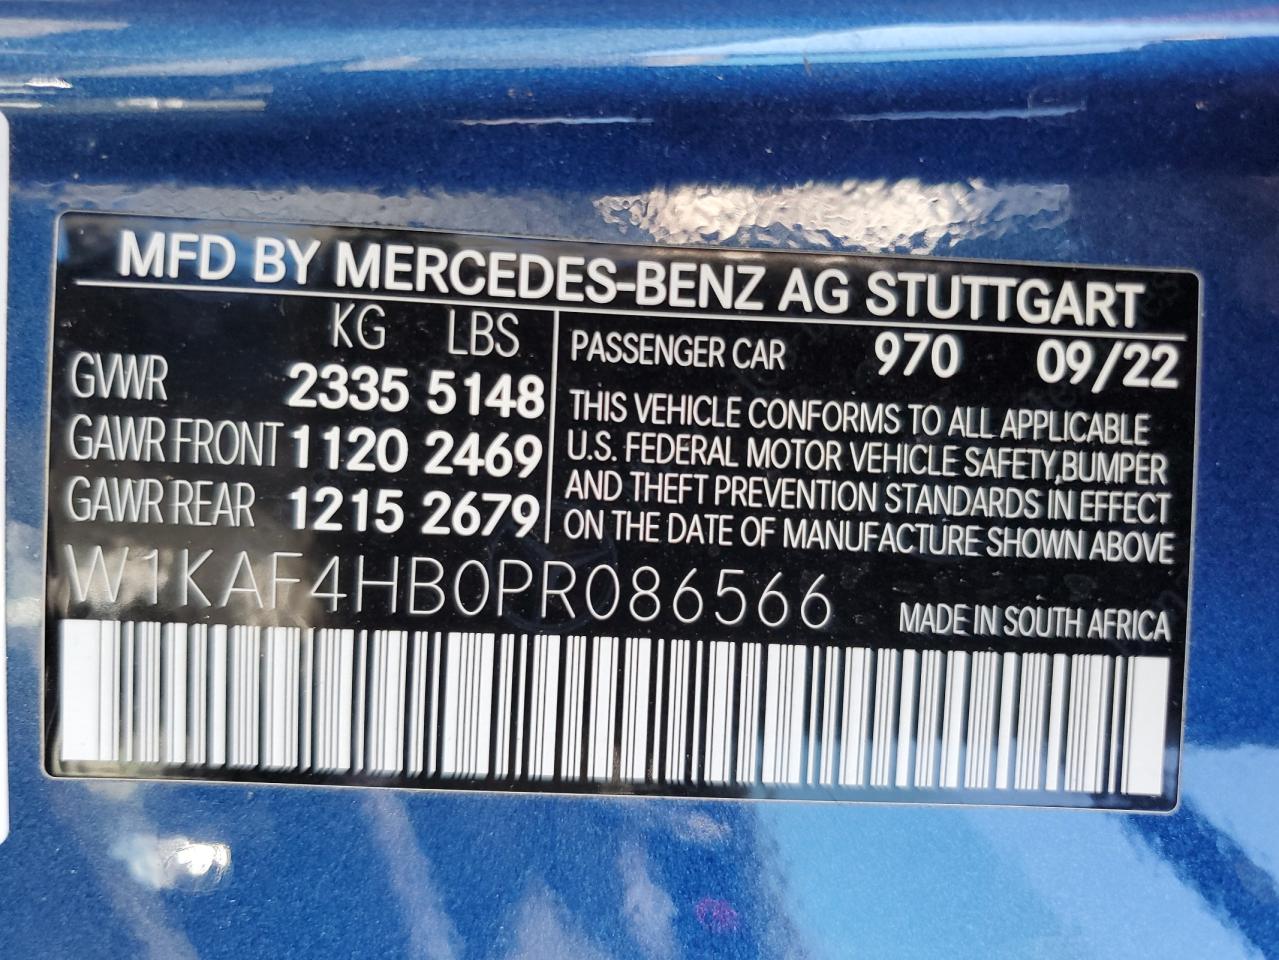 MFD BY MERCEDES-BENZ AG STUTTGART
KG LBS
GVWR 2335 5148
GAWR FRONT 1120 2469
GAWR REAR 1215 2679
PASSENGER CAR 970 09/22
THIS VEHICLE CONFORMS TO ALL APPLICABLE
U.S. FEDERAL MOTOR VEHICLE SAFETY,BUMPER
AND THEFT PREVENTION STANDARDS IN EFFECT
ON THE DATE OF MANUFACTURE SHOWN ABOVE
W1KAF4HB0PR086566
MADE IN SOUTH AFRICA